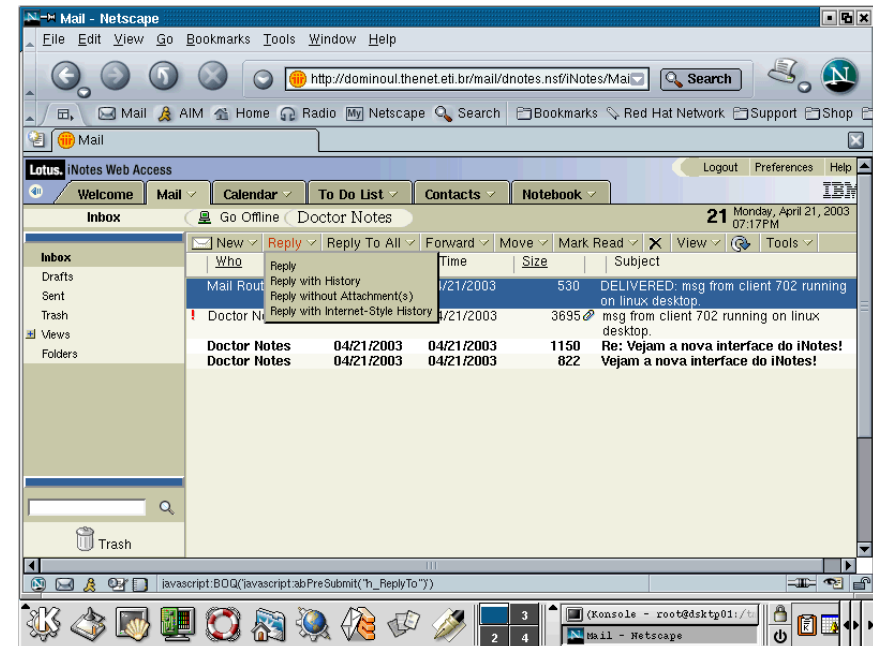 Mail - Netscape
File Edit View Go Bookmarks Tools Window Help
http://dominoul.thenet.eti.br/mail/dnotes.nsf/iNotes/Mai
Search
N
Mail AIM Home Radio My Netscape Search Bookmarks Red Hat Network Support Shop
Mail
Lotus. iNotes Web Access
Logout Preferences Help
Welcome Mail Calendar To Do List Contacts Notebook
IBM
Inbox
Go Offline Doctor Notes
21 Monday, April 21, 2003
07:17PM
New Reply Reply To All Forward Move Mark Read View Tools
Who Time Size Subject
Reply
Reply with History
Reply without Attachment(s)
Reply with Internet-Style History
Inbox
Drafts
Sent
Trash
Views
Folders
Mail Rout 4/21/2003 530 DELIVERED: msg from client 702 running
on linux desktop.
! Doctor N 4/21/2003 3695 msg from client 702 running on linux
desktop.
Doctor Notes 04/21/2003 04/21/2003 1150 Re: Vejam a nova interface do iNotes!
Doctor Notes 04/21/2003 04/21/2003 822 Vejam a nova interface do iNotes!
Trash
javascript:BOQ('javascript:abPreSubmit("h_ReplyTo")')
K
2 3 4
(Konsole - root@dsktp01:/
Mail - Netscape